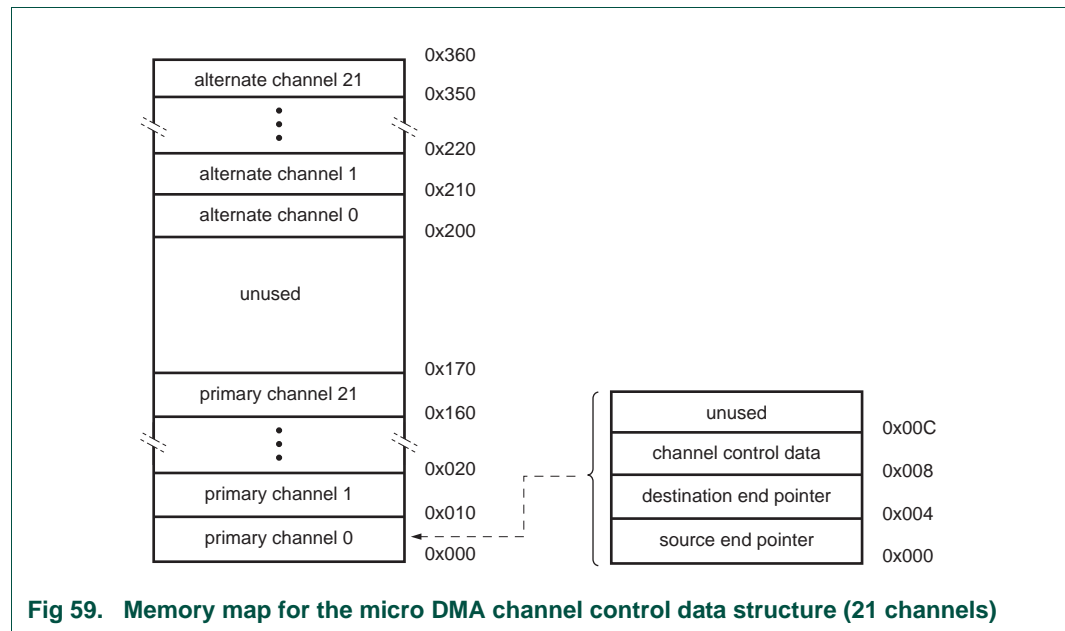 0x360
alternate channel 21
0x350
0x220
alternate channel 1
0x210
alternate channel 0
0x200
unused
0x170
primary channel 21
0x160
0x020
primary channel 1
0x010
primary channel 0
0x000
unused
0x00C
channel control data
0x008
destination end pointer
0x004
source end pointer
0x000
Fig 59. Memory map for the micro DMA channel control data structure (21 channels)